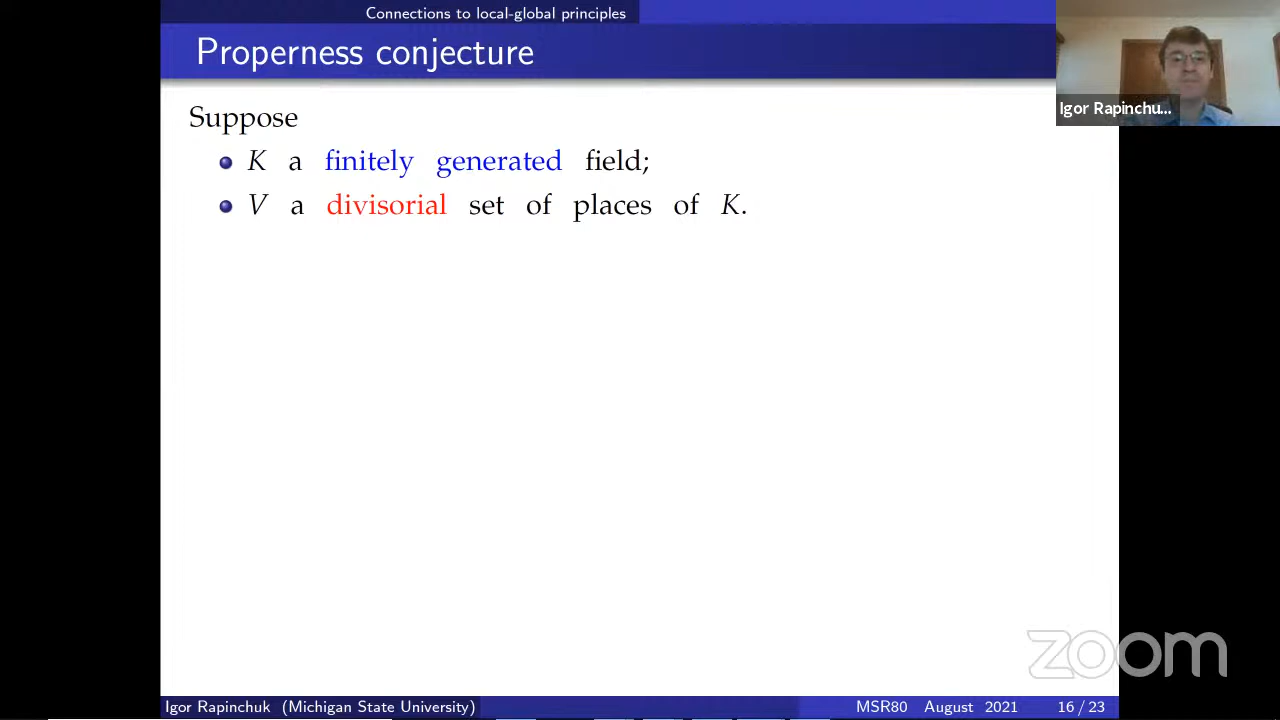 Connections to local-global principles
Properness conjecture
Igor Rapinchu...
Suppose
K a finitely generated field;
V a divisorial set of places of K.
zoom
Igor Rapinchuk (Michigan State University)
MSR80 August 2021 16 / 23